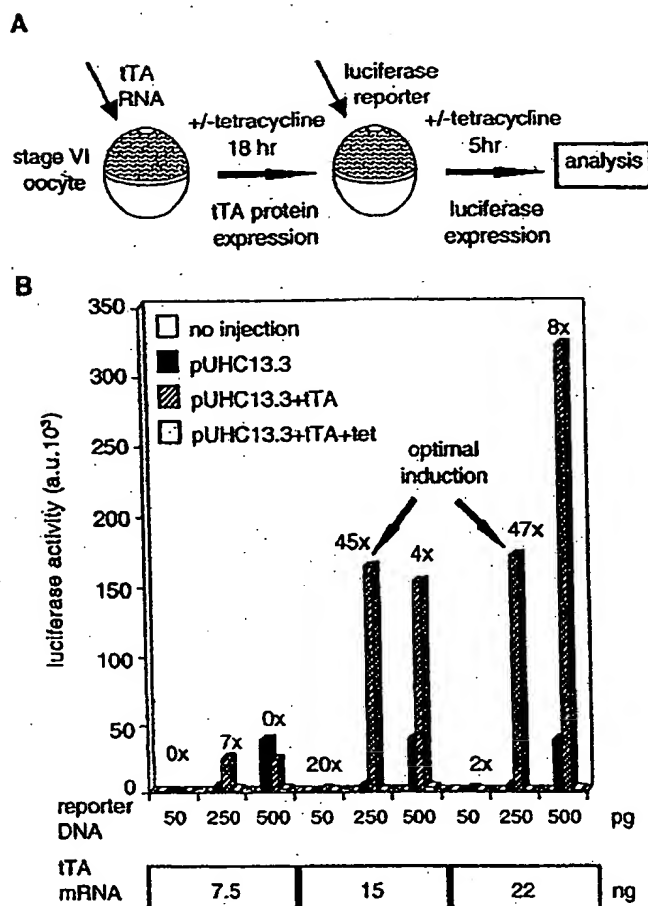 A
tTA
RNA
luciferase
reporter
+/-tetracycline
18 hr
+/-tetracycline
5hr
stage VI
oocyte
analysis
tTA protein
expression
luciferase
expression
B
luciferase activity (a.u.10³)
350
300
250
200
150
100
50
0
no injection
pUHC13.3
pUHC13.3+tTA
pUHC13.3+tTA+tet
optimal
induction
0x
7x
0x
20x
45x
4x
2x
47x
8x
reporter
DNA
50 250 500 50 250 500 50 250 500 pg
tTA
mRNA
7.5 15 22 ng